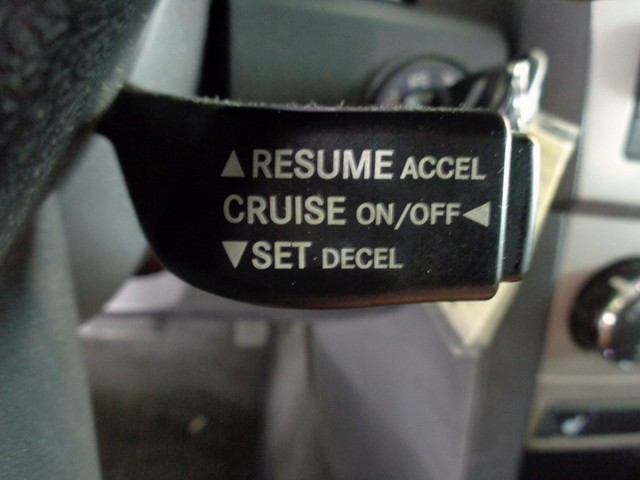 ▲RESUME ACCEL
CRUISE ON/OFF◄
▼SET DECEL